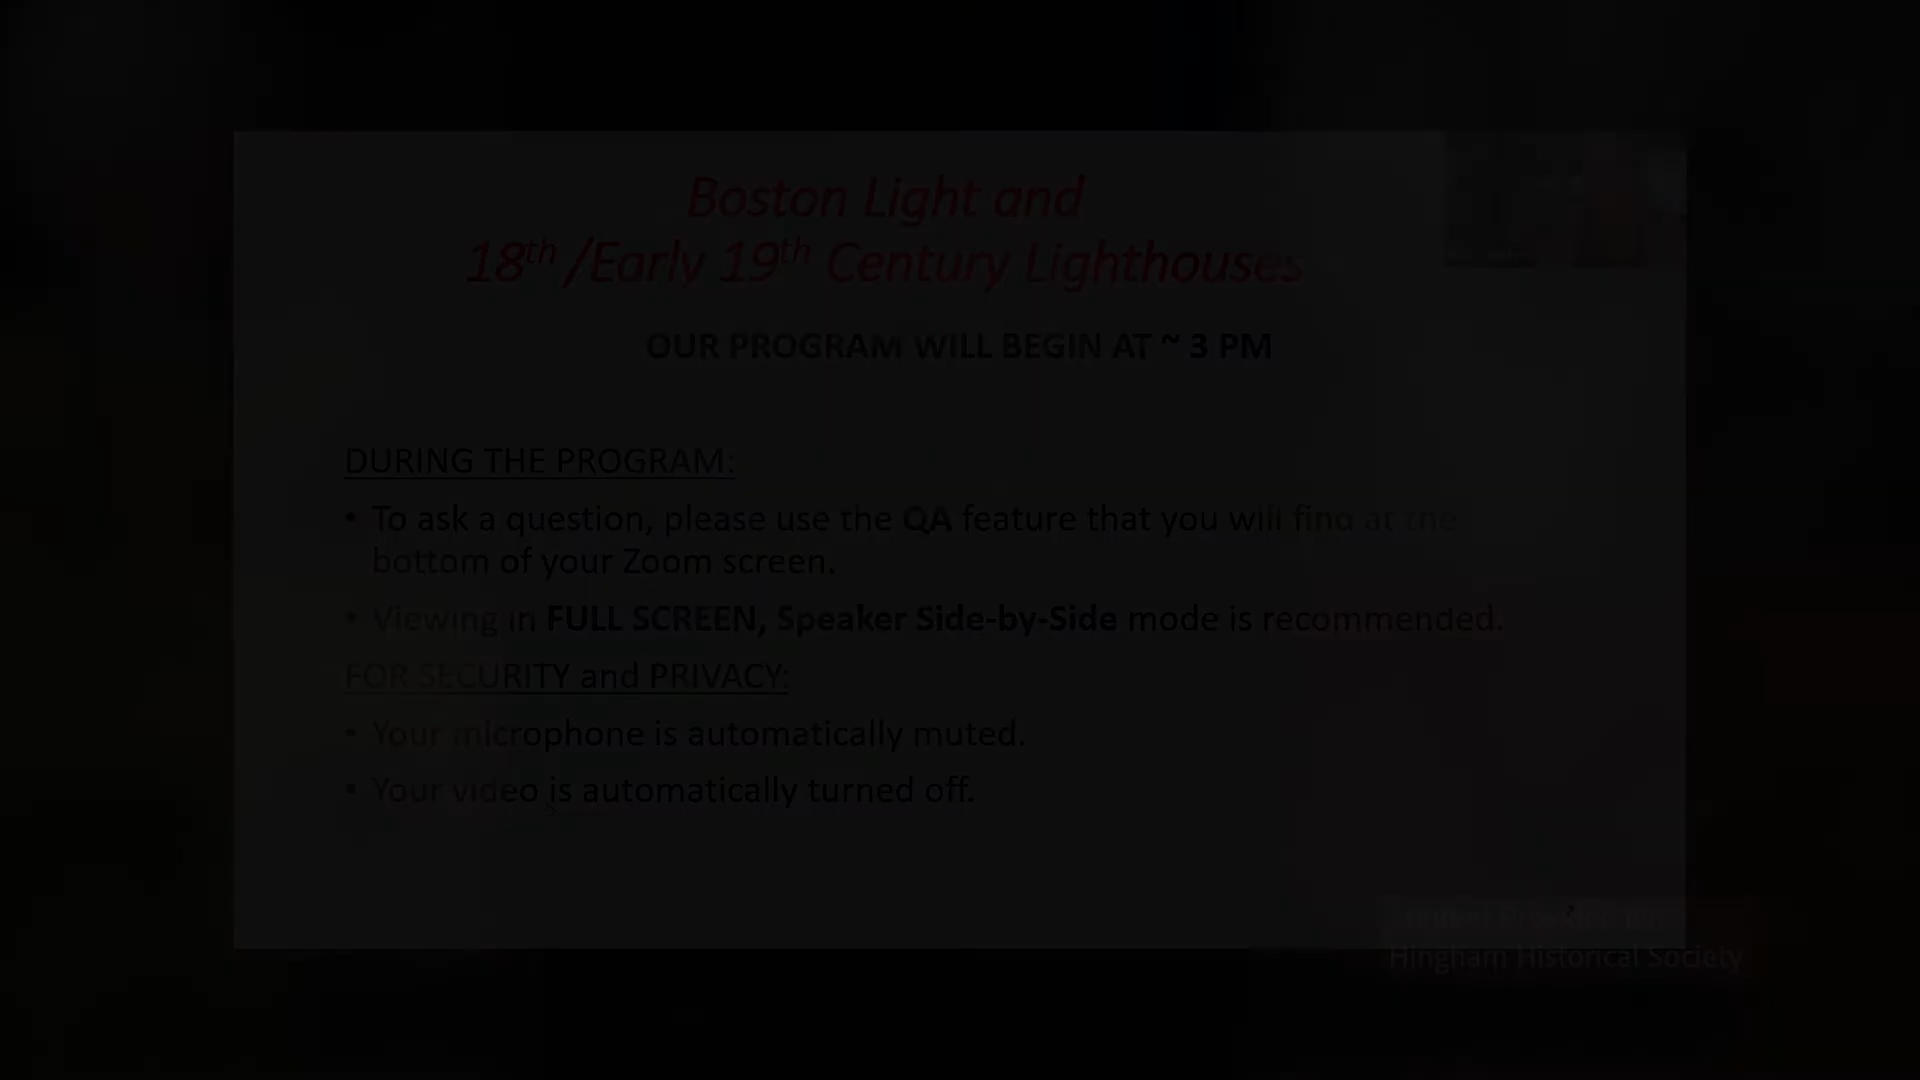 Boston Light and
18th /Early 19th Century Lighthouses
OUR PROGRAM WILL BEGIN AT ~ 3 PM
DURING THE PROGRAM:
• To ask a question, please use the QA feature that you will find at the
bottom of your Zoom screen.
• Viewing in FULL SCREEN, Speaker Side-by-Side mode is recommended.
FOR SECURITY and PRIVACY:
• Your microphone is automatically muted.
• Your video is automatically turned off.
Hingham Historical Society